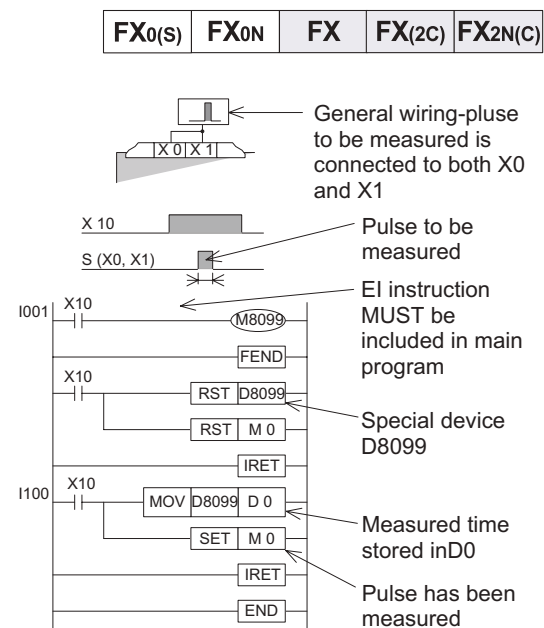 FX0(S) FX0N FX FX(2C) FX2N(C)
General wiring-pluse
to be measured is
connected to both X0
and X1
X 0 X 1
X 10
Pulse to be
measured
S (X0, X1)
EI instruction
MUST be
included in main
program
I001 X10
M8099
FEND
X10
RST D8099
Special device
D8099
RST M 0
IRET
I100 X10
MOV D8099 D 0
Measured time
stored inD0
SET M 0
IRET
Pulse has been
measured
END